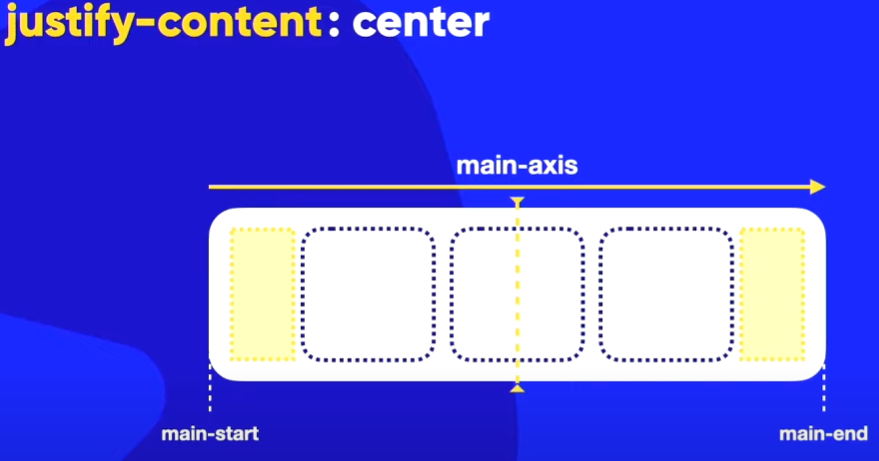 justify-content: center
main-axis
main-start
main-end